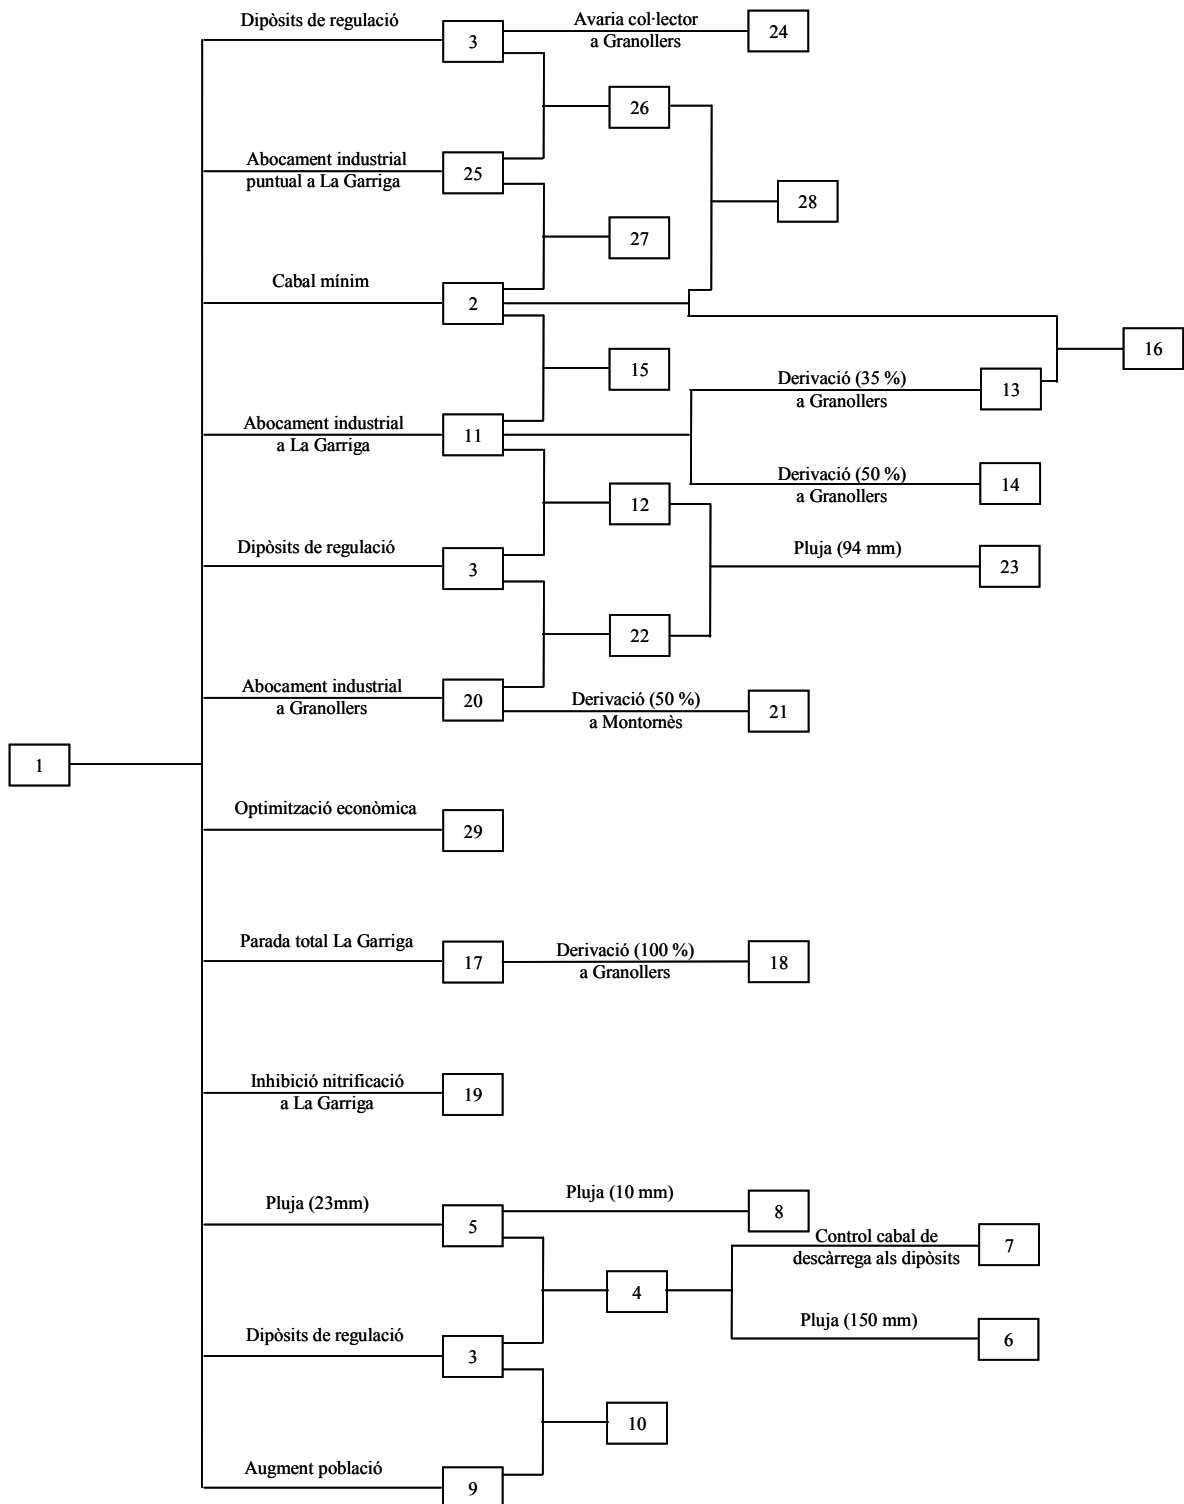 Dipòsits de regulació
3
Avaria col·lector
a Granollers
24
26
Abocament industrial
puntual a La Garriga
25
28
27
Cabal mínim
2
16
15
Derivació (35 %)
a Granollers
13
Abocament industrial
a La Garriga
11
Derivació (50 %)
a Granollers
14
12
Dipòsits de regulació
3
Pluja (94 mm)
23
22
Abocament industrial
a Granollers
20
Derivació (50 %)
a Montornès
21
1
Optimització econòmica
29
Parada total La Garriga
17
Derivació (100 %)
a Granollers
18
Inhibició nitrificació
a La Garriga
19
Pluja (23mm)
5
Pluja (10 mm)
8
Control cabal de
descàrrega als dipòsits
7
4
Dipòsits de regulació
3
Pluja (150 mm)
6
10
Augment població
9